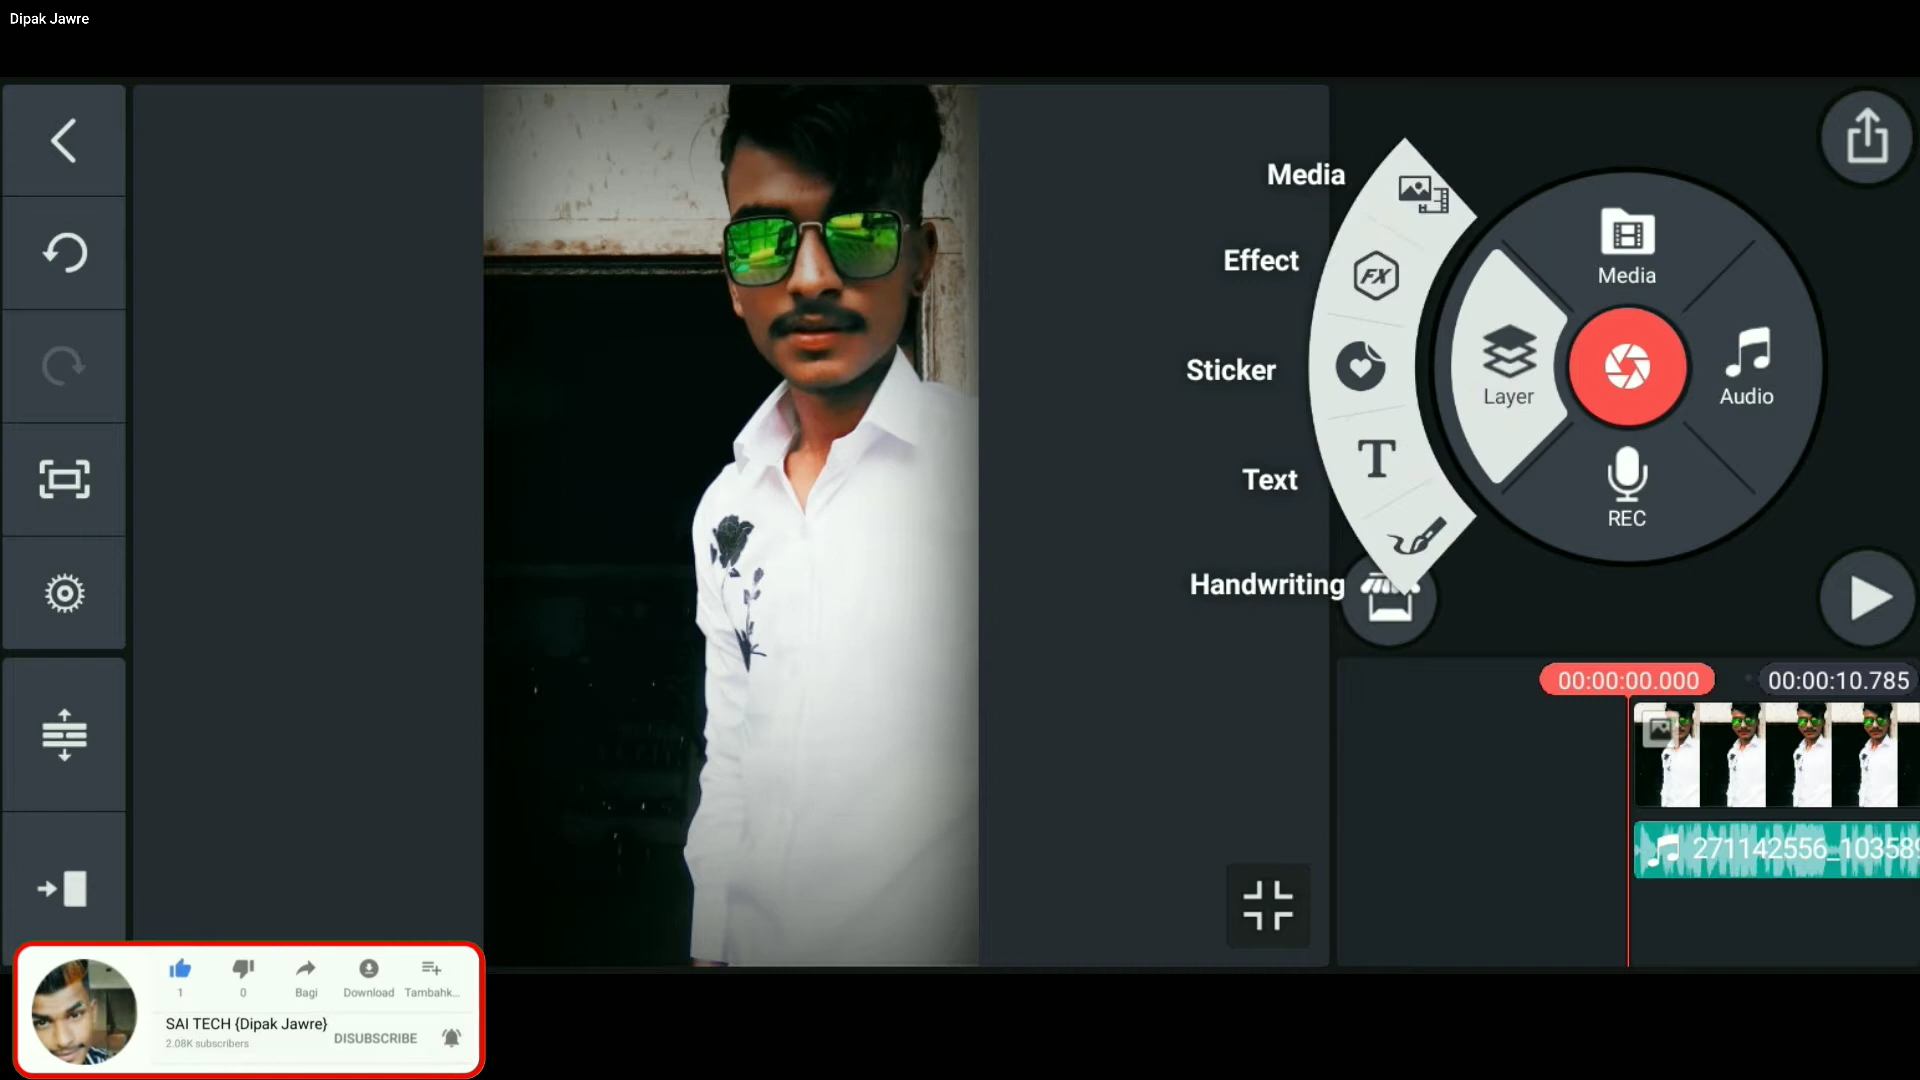 Dipak Jawre
Media
Effect
FX
Sticker
T
Text
Handwriting
Media
Layer
Audio
REC
00:00:00.000
00:00:10.785
271142556_10358
1
0
Bagi
Download
Tambahk...
SAI TECH {Dipak Jawre}
2.08K subscribers
DISUBSCRIBE